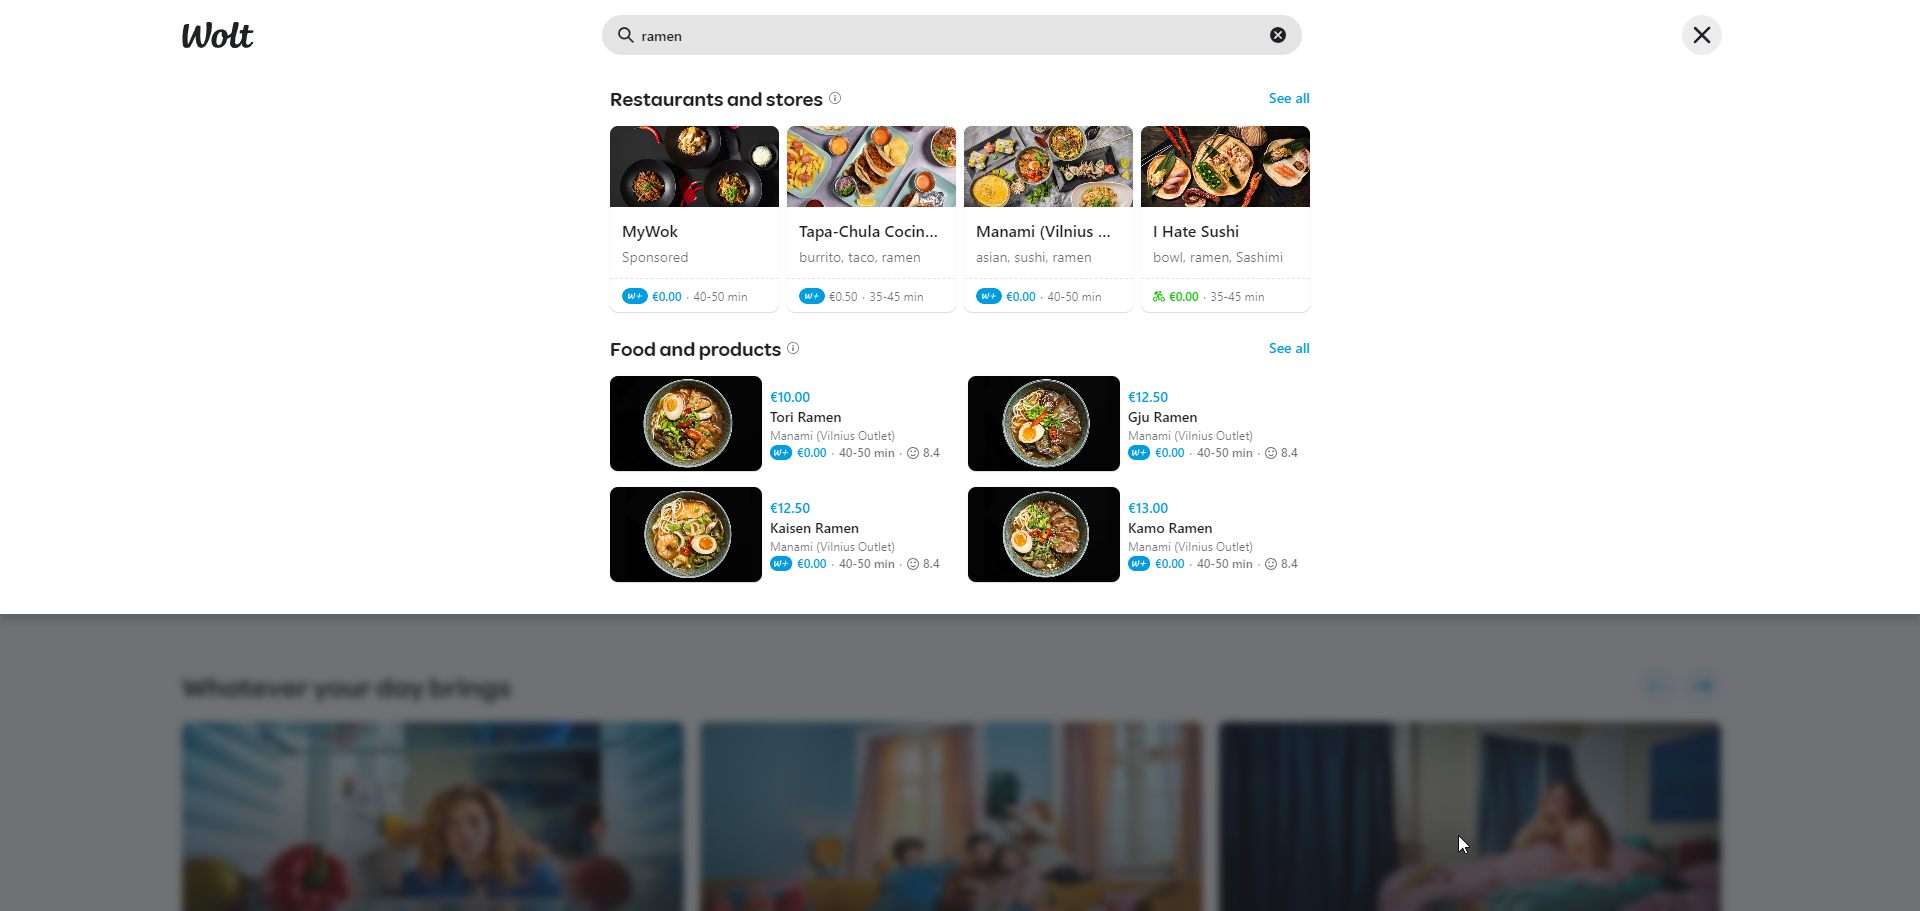 Wolt
ramen
Restaurants and stores
See all
MyWok
Sponsored
W+ €0.00 · 40-50 min
Tapa-Chula Cocin...
burrito, taco, ramen
W+ €0.50 · 35-45 min
Manami (Vilnius ...
asian, sushi, ramen
W+ €0.00 · 40-50 min
I Hate Sushi
bowl, ramen, Sashimi
€0.00 · 35-45 min
Food and products
See all
€10.00
Tori Ramen
Manami (Vilnius Outlet)
W+ €0.00 · 40-50 min · 8.4
€12.50
Gju Ramen
Manami (Vilnius Outlet)
W+ €0.00 · 40-50 min · 8.4
€12.50
Kaisen Ramen
Manami (Vilnius Outlet)
W+ €0.00 · 40-50 min · 8.4
€13.00
Kamo Ramen
Manami (Vilnius Outlet)
W+ €0.00 · 40-50 min · 8.4
Whatever your day brings